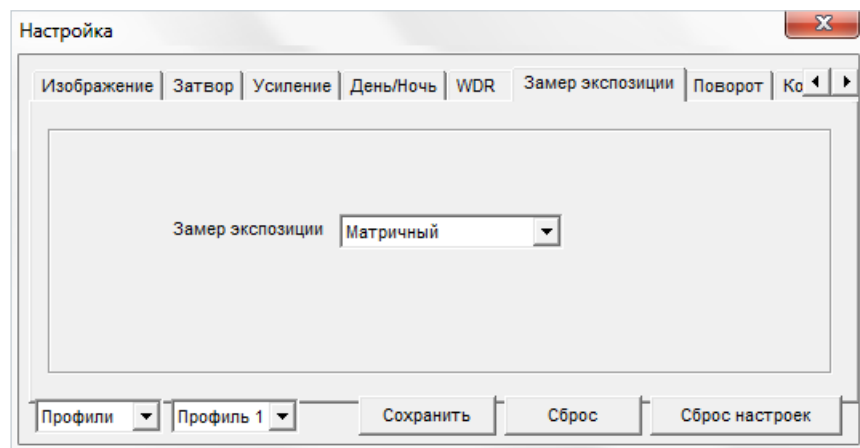 Настройка
Изображение Затвор Усиление День/Ночь WDR Замер экспозиции Поворот Ко
Замер экспозиции Матричный
Профили Профиль 1 Сохранить Сброс Сброс настроек